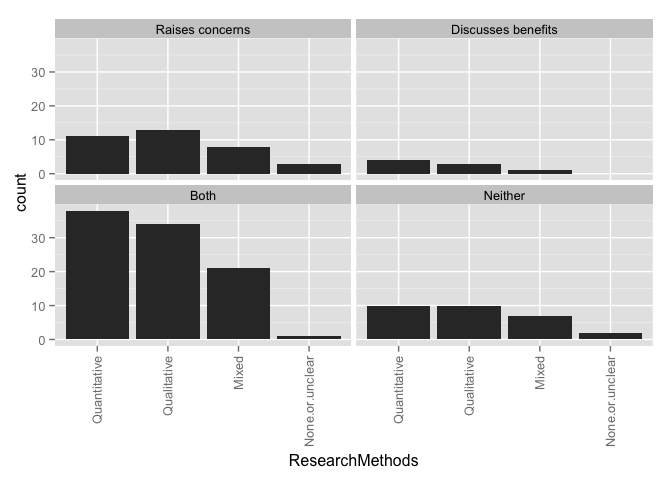 Raises concerns
Discusses benefits
30
20
10
0
count
Both
Neither
30
20
10
0
Quantitative
Qualitative
Mixed
None.or.unclear
Quantitative
Qualitative
Mixed
None.or.unclear
ResearchMethods